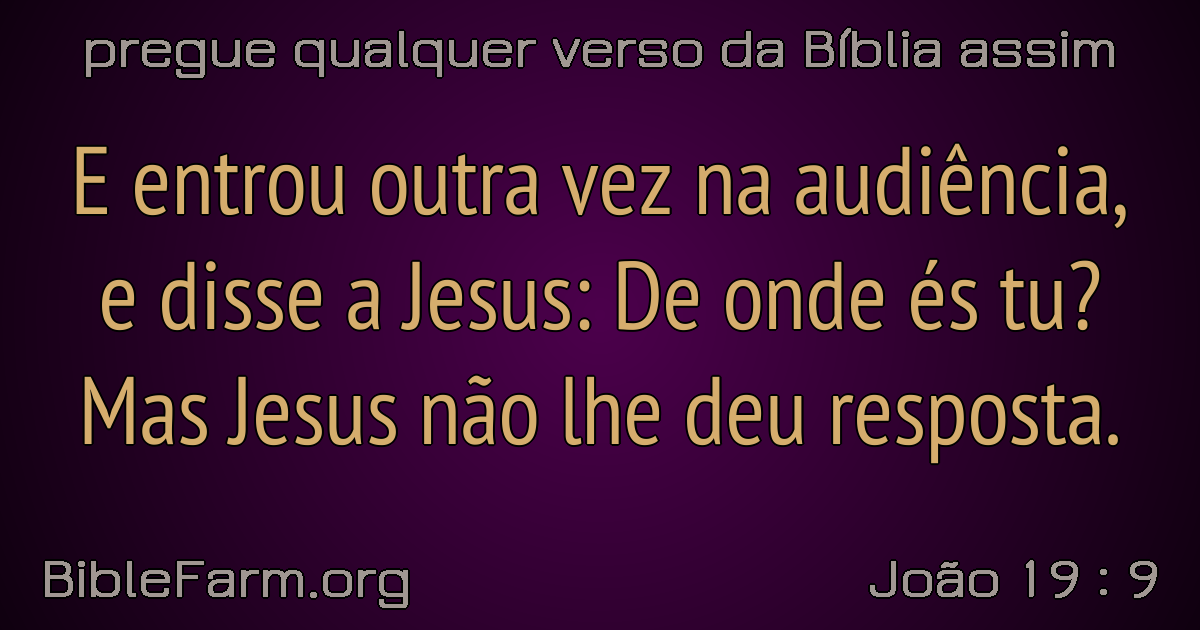 pregue qualquer verso da Bíblia assim
E entrou outra vez na audiência,
e disse a Jesus: De onde és tu?
Mas Jesus não lhe deu resposta.
BibleFarm.org
João 19 : 9